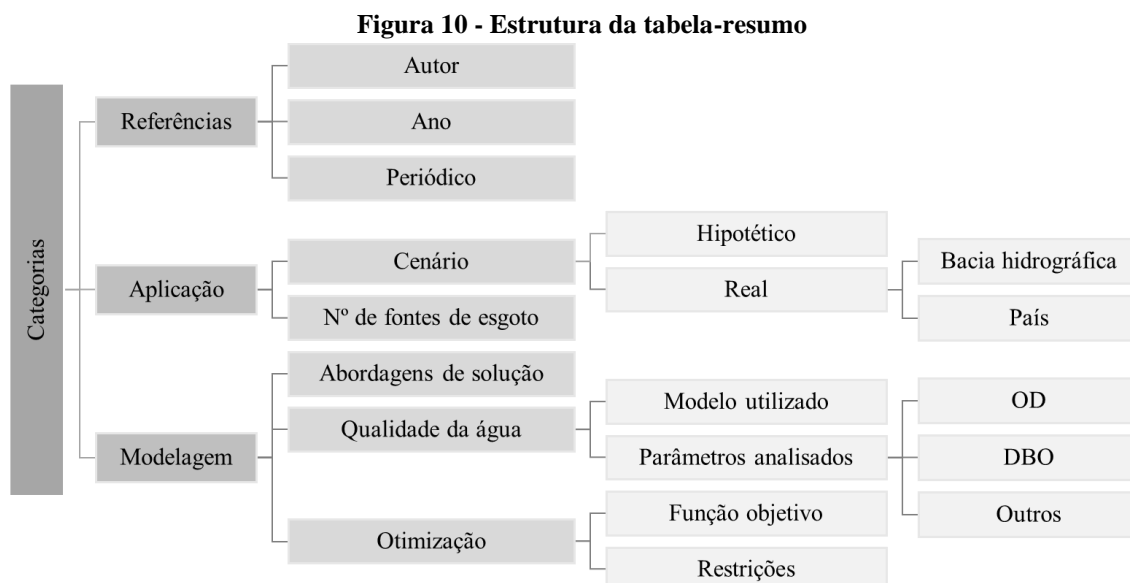 Figura 10 - Estrutura da tabela-resumo
Categorias
Referências
Autor
Ano
Periódico
Aplicação
Cenário
Hipotético
Real
Bacia hidrográfica
País
Nº de fontes de esgoto
Modelagem
Abordagens de solução
Qualidade da água
Modelo utilizado
Parâmetros analisados
OD
DBO
Outros
Otimização
Função objetivo
Restrições